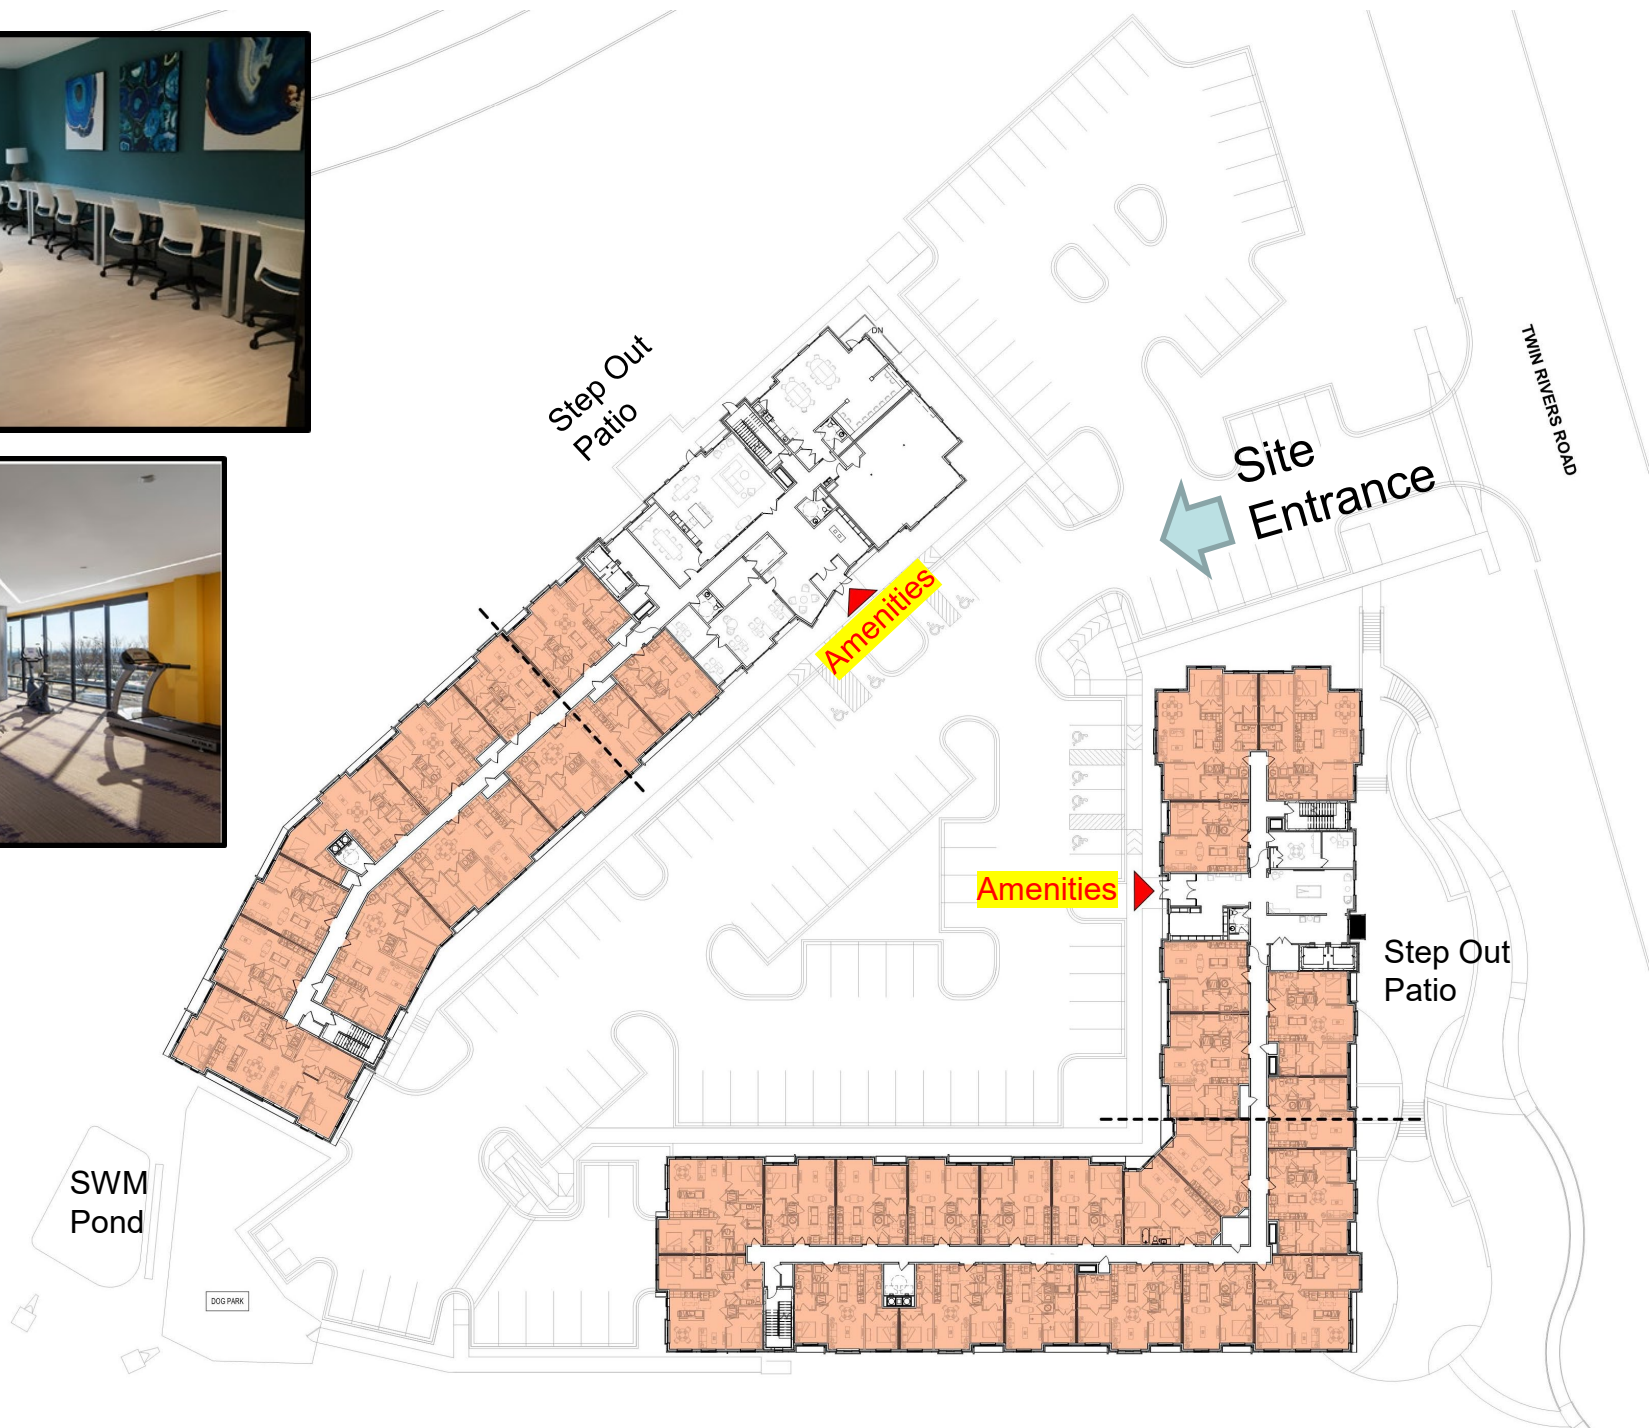 DN
Step Out
Patio
TWIN RIVERS ROAD
Site
Entrance
Amenities
Amenities
Step Out
Patio
SWM
Pond
DOG PARK